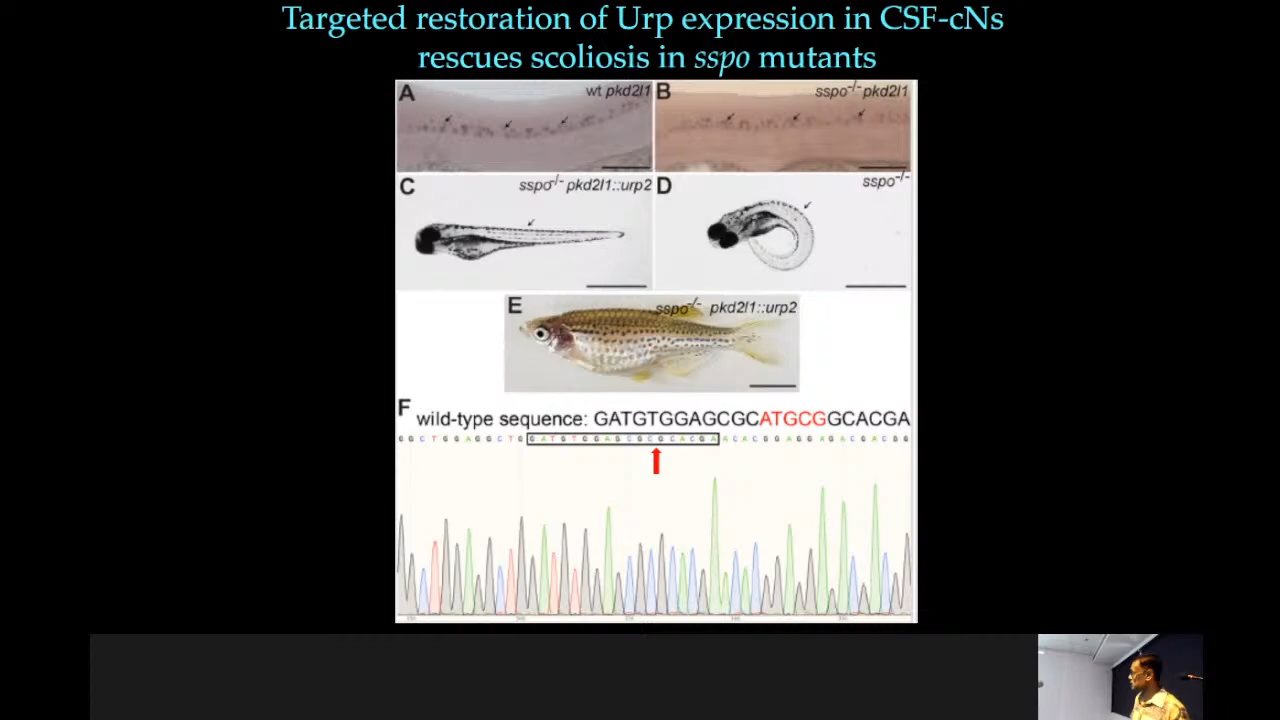 Targeted restoration of Urp expression in CSF-cNs
rescues scoliosis in sspo mutants
A wt pkd2l1
B sspo-/- pkd2l1
C sspo-/- pkd2l1::urp2
D sspo-/-
E sspo-/- pkd2l1::urp2
F wild-type sequence: GATGTGGAGCGCATGCGGCACGA
GGCTGGAGGCTGGATGTGGAGCGCGCACGAACACGGAGGAGACGACGG